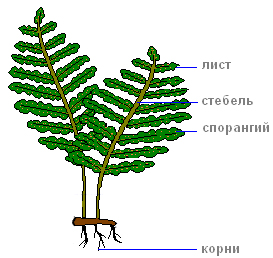 лист
стебель
спорангий
корни